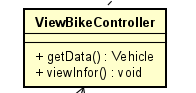 ViewBikeController
+ getData() : Vehicle
+ viewInfor() : void